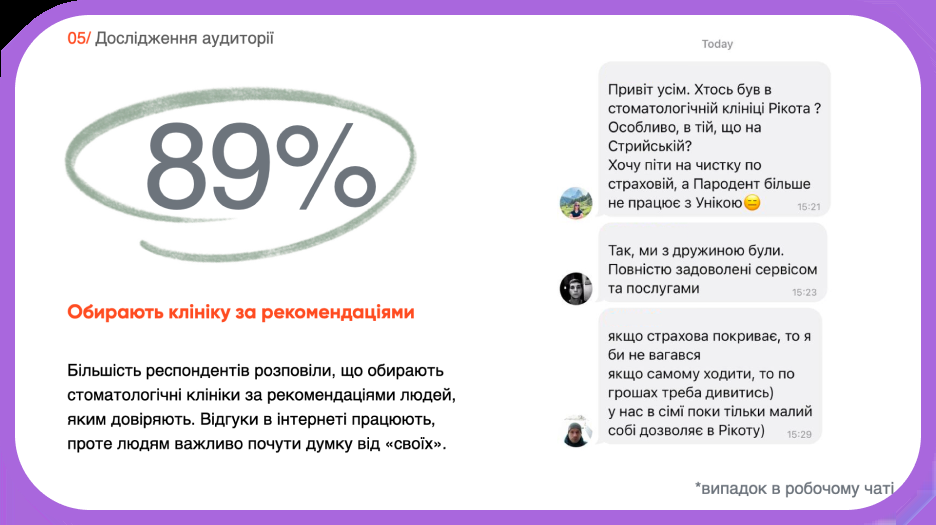 05/ Дослідження аудиторії
89%
Обирають клініку за рекомендаціями
Більшість респондентів розповіли, що обирають
стоматологічні клініки за рекомендаціями людей,
яким довіряють. Відгуки в інтернеті працюють,
проте людям важливо почути думку від «своїх».
Today
Привіт усім. Хтось був в
стоматологічній клініці Рікота ?
Особливо, в тій, що на
Стрийській?
Хочу піти на чистку по
страховій, а Пародент більше
не працює з Унікою😑
15:21
Так, ми з дружиною були.
Повністю задоволені сервісом
та послугами
15:23
якщо страхова покриває, то я
би не вагався
якщо самому ходити, то по
грошах треба дивитись)
у нас в сімї поки тільки малий
собі дозволяє в Рікоту)
15:29
*випадок в робочому чаті